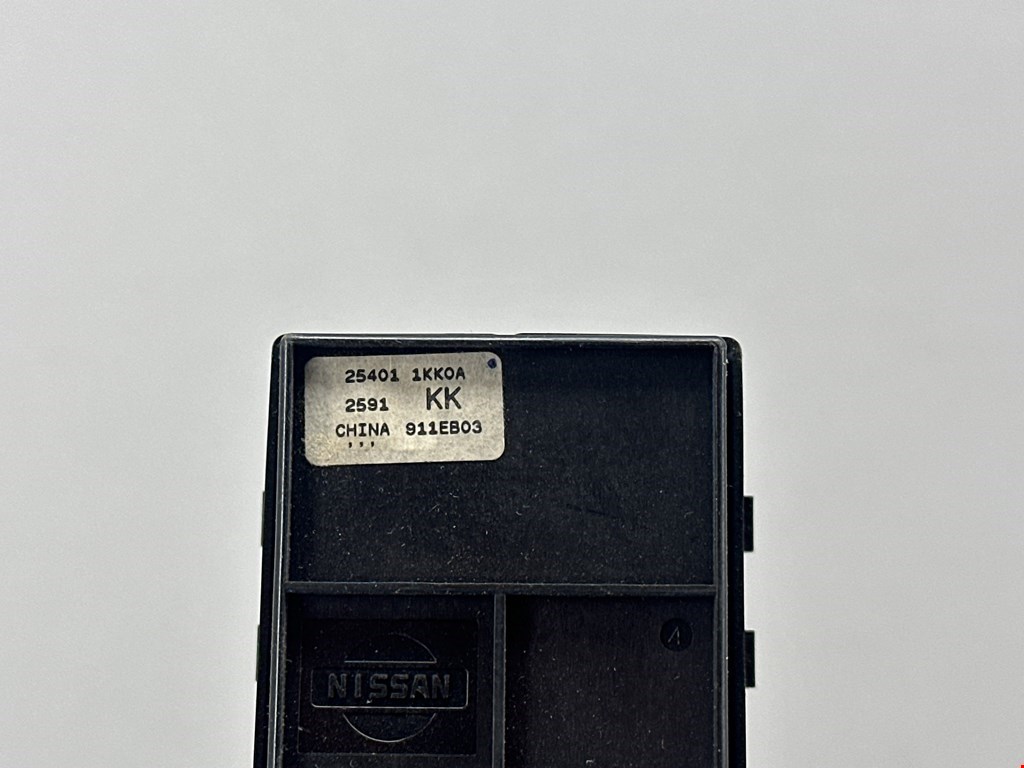 25401 1KK0A
2591 KK
CHINA 911EB03
,,,
NISSAN